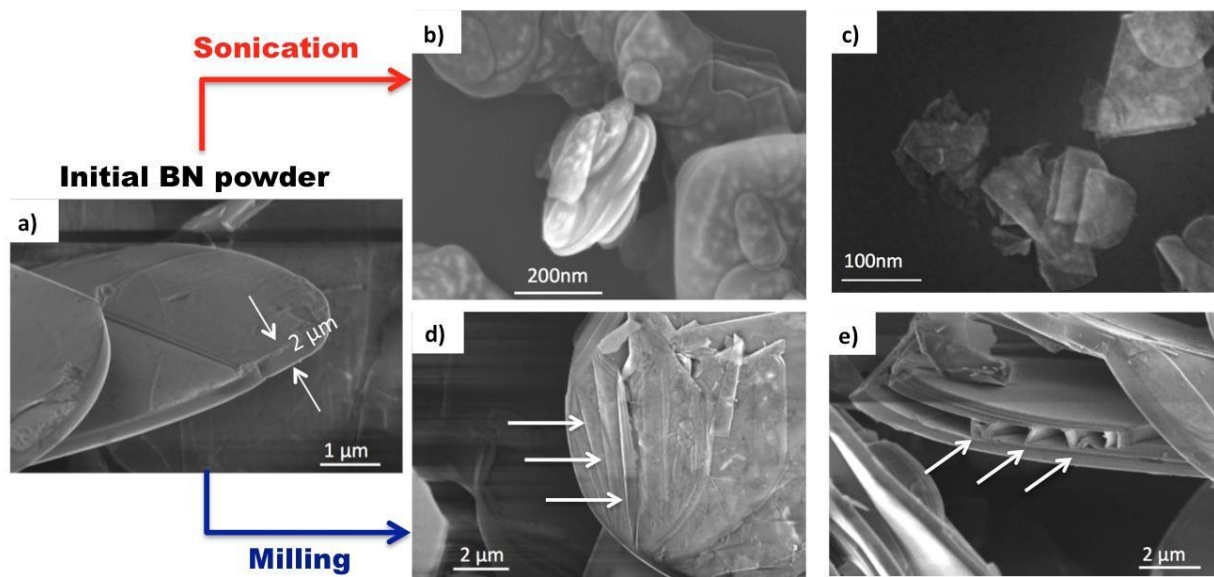 Sonication
b)
c)
Initial BN powder
a)
2 μm
1 μm
200nm
100nm
d)
e)
Milling
2 μm
2 μm